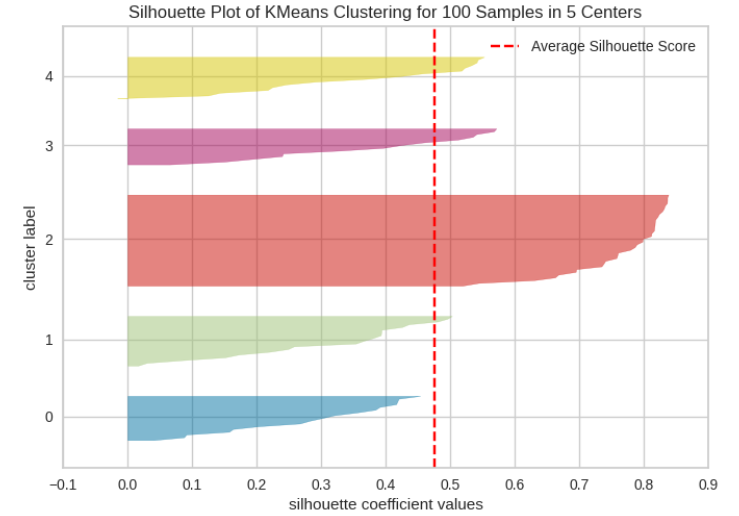 Silhouette Plot of KMeans Clustering for 100 Samples in 5 Centers
Average Silhouette Score
4
3
2
1
0
cluster label
−0.1 0.0 0.1 0.2 0.3 0.4 0.5 0.6 0.7 0.8 0.9
silhouette coefficient values